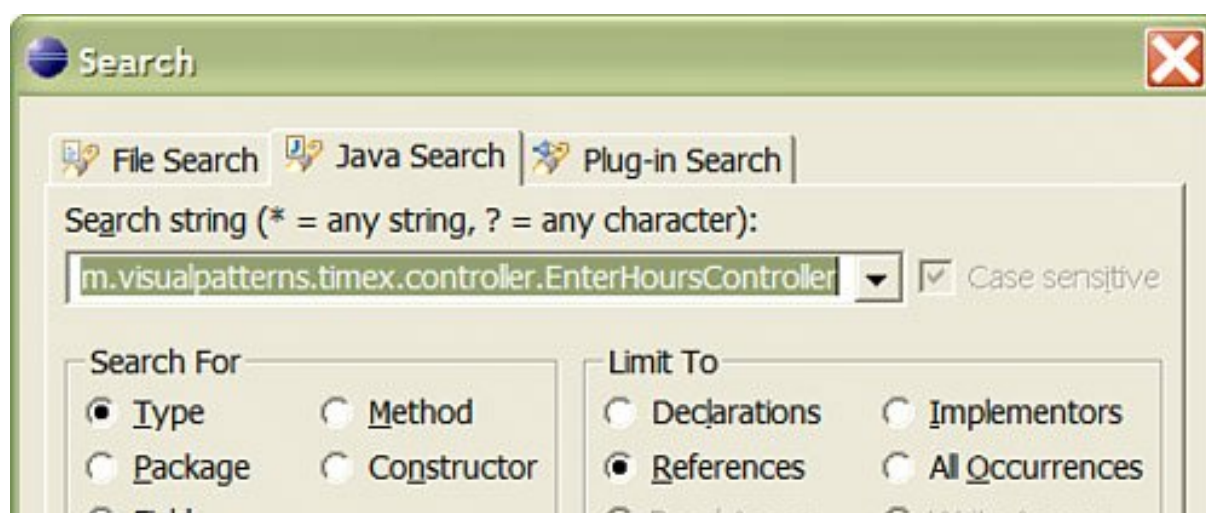 Search
File Search Java Search Plug-in Search
Search string (* = any string, ? = any character):
m.visualpatterns.timex.controller.EnterHoursController Case sensitive
Search For Limit To
Type Method Declarations Implementors
Package Constructor References All Occurrences